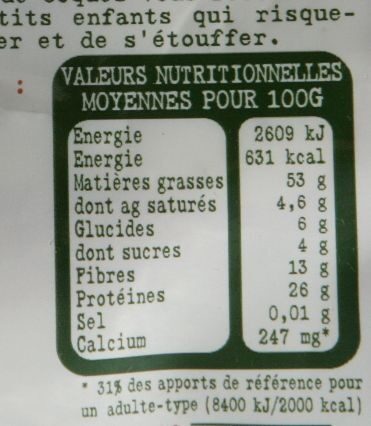 tits enfants qui risque-
er et de s'étouffer.
:
VALEURS NUTRITIONNELLES
MOYENNES POUR 100G
Energie 2609 kJ
Energie 631 kcal
Matières grasses 53 g
dont ag saturés 4,6 g
Glucides 6 g
dont sucres 4 g
Fibres 13 g
Protéines 26 g
Sel 0,01 g
Calcium 247 mg*
* 31% des apports de référence pour
un adulte-type (8400 kJ/2000 kcal)